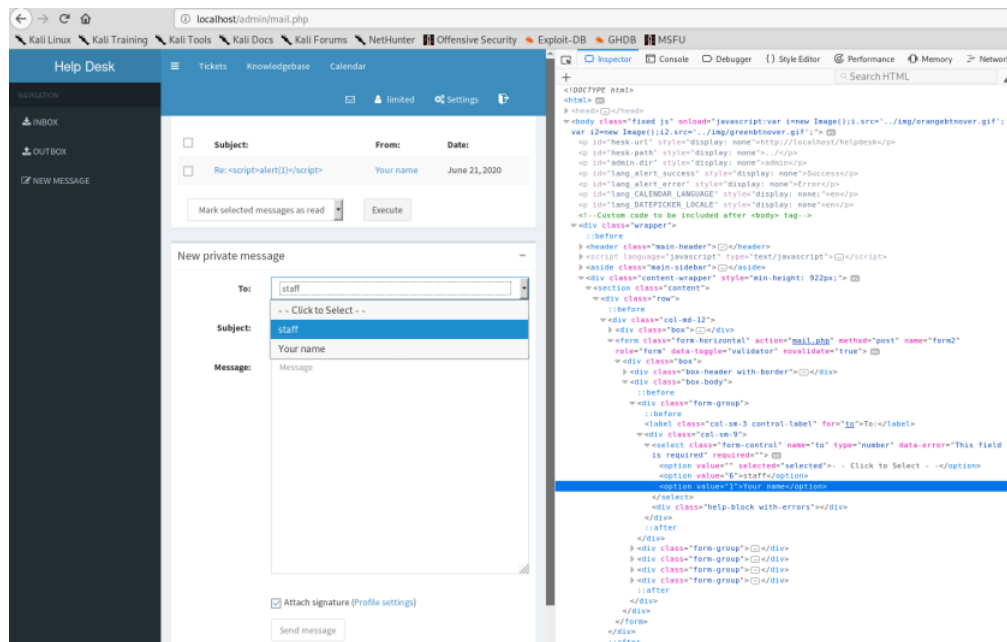 localhost/admin/mail.php
Kali Linux Kali Training Kali Tools Kali Docs Kali Forums NetHunter Offensive Security Exploit-DB GHDB MSFU
Help Desk
Tickets Knowledgebase Calendar
limited Settings
NAVIGATION
INBOX
OUTBOX
NEW MESSAGE
Subject: From: Date:
Re: <script>alert(1)</script> Your name June 21, 2020
Mark selected messages as read Execute
New private message
To: staff
- - Click to Select - -
staff
Your name
Subject:
Message: Message
Attach signature (Profile settings)
Send message
Inspector Console Debugger {} Style Editor Performance Memory Networ
+ Search HTML
<!DOCTYPE html>
<html>
<head></head>
<body class="fixed js" onload="javascript:var i=new Image();i.src='../img/orangebtnover.gif';
var i2=new Image();i2.src='../img/greenbtnover.gif';">
<p id="hesk-url" style="display: none">http://localhost/helpdesk</p>
<p id="hesk-path" style="display: none">../</p>
<p id="admin-dir" style="display: none">admin</p>
<p id="lang_alert_success" style="display: none">Success</p>
<p id="lang_alert_error" style="display: none">Error</p>
<p id="lang_CALENDAR_LANGUAGE" style="display: none;">en</p>
<p id="lang_DATEPICKER_LOCALE" style="display: none">en</p>
<!--Custom code to be included after <body> tag-->
<div class="wrapper">
::before
<header class="main-header"></header>
<script language="javascript" type="text/javascript"></script>
<aside class="main-sidebar"></aside>
<div class="content-wrapper" style="min-height: 922px;">
<section class="content">
<div class="row">
::before
<div class="col-md-12">
<div class="box"></div>
<form class="form-horizontal" action="mail.php" method="post" name="form2"
role="form" data-toggle="validator" novalidate="true">
<div class="box">
<div class="box-header with-border"></div>
<div class="box-body">
::before
<div class="form-group">
::before
<label class="col-sm-3 control-label" for="to">To:</label>
<div class="col-sm-9">
<select class="form-control" name="to" type="number" data-error="This field
is required" required="">
<option value="" selected="selected">- - Click to Select - -</option>
<option value="6">staff</option>
<option value="1">Your name</option>
</select>
<div class="help-block with-errors"></div>
</div>
::after
</div>
<div class="form-group"></div>
<div class="form-group"></div>
<div class="form-group"></div>
<div class="form-group"></div>
::after
</div>
</div>
</form>
</div>
::after